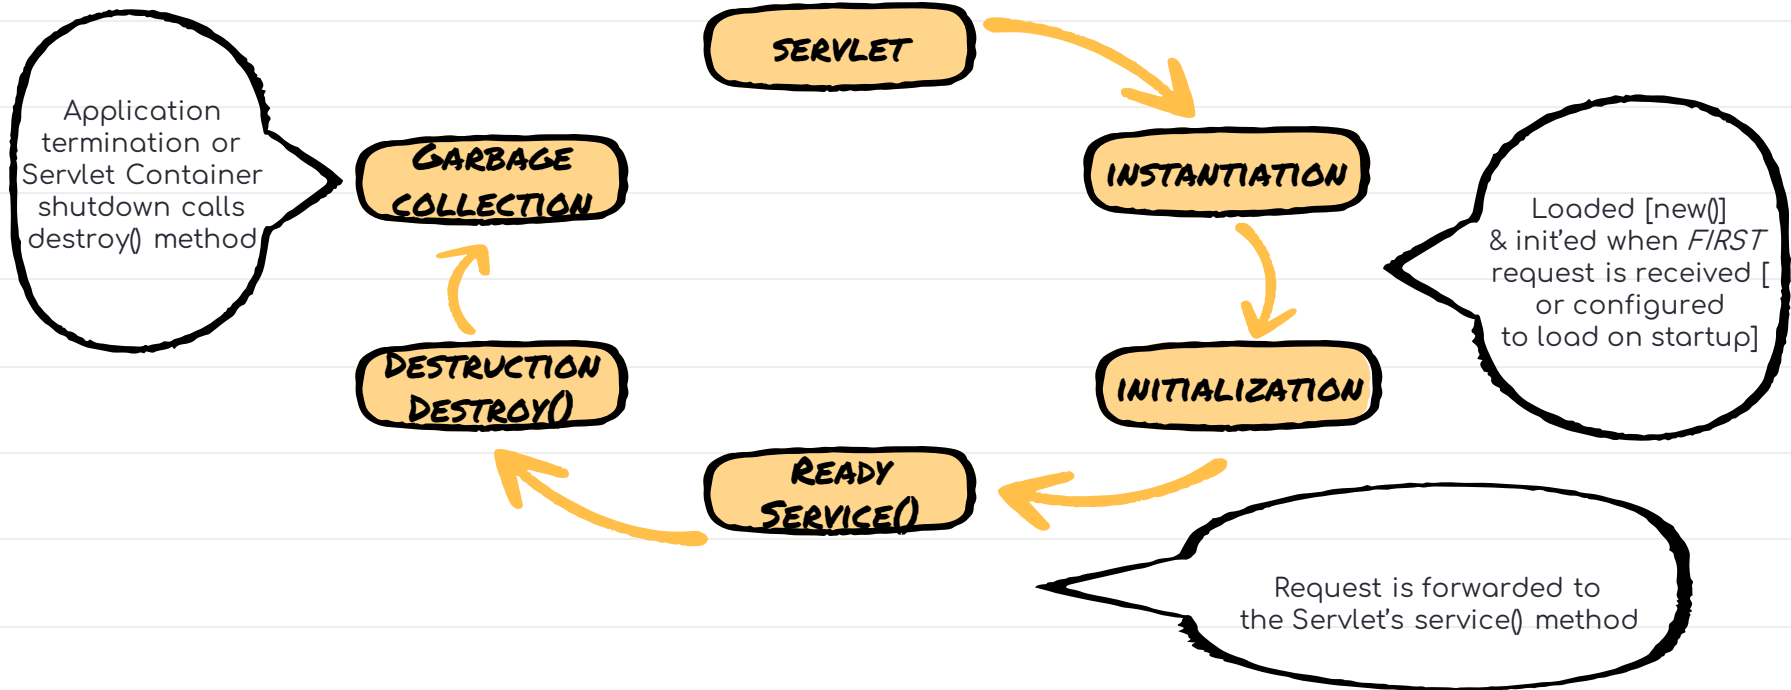 SERVLET
Application
termination or
Servlet Container
shutdown calls
destroy() method
GARBAGE
COLLECTION
INSTANTIATION
Loaded [new()]
& init’ed when FIRST
request is received [
or configured
to load on startup]
DESTRUCTION
DESTROY()
INITIALIZATION
READY
SERVICE()
Request is forwarded to
the Servlet’s service() method